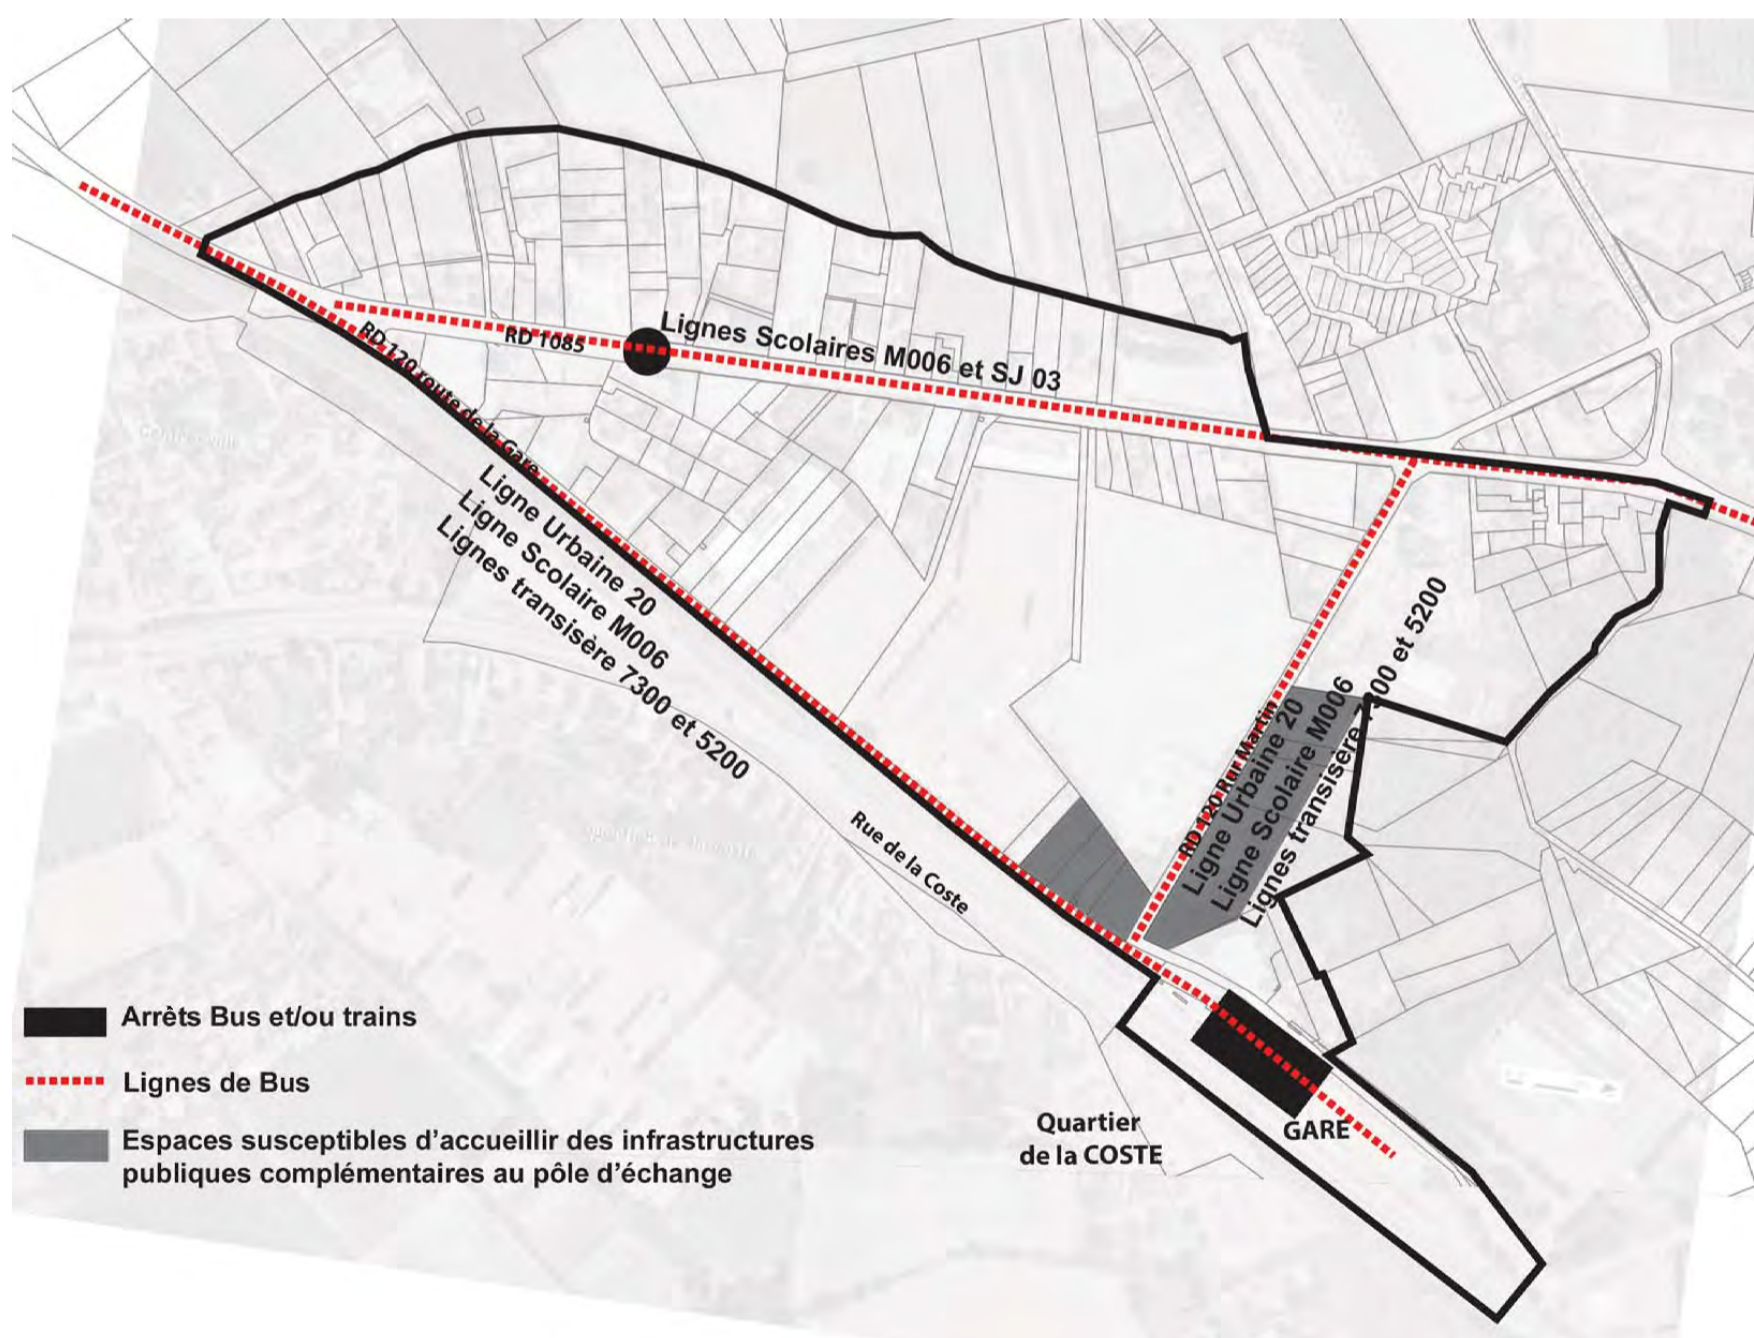 RD 1085
Lignes Scolaires M006 et SJ 03
RD 120 route de la Gare
Ligne Urbaine 20
Ligne Scolaire M006
Lignes transisère 7300 et 5200
RD 120 Rur Martin
Ligne Urbaine 20
Ligne Scolaire M006
Lignes transisère 7300 et 5200
Rue de la Coste
Arrèts Bus et/ou trains
Lignes de Bus
Espaces susceptibles d'accueillir des infrastructures
publiques complémentaires au pôle d'échange
Quartier
de la COSTE
GARE